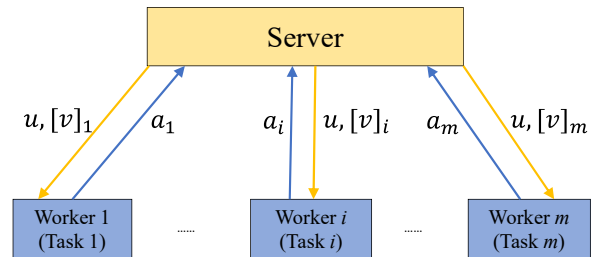 Server
u, [v]₁
a₁
aᵢ
u, [v]ᵢ
aₘ
u, [v]ₘ
Worker 1
(Task 1)
......
Worker i
(Task i)
......
Worker m
(Task m)